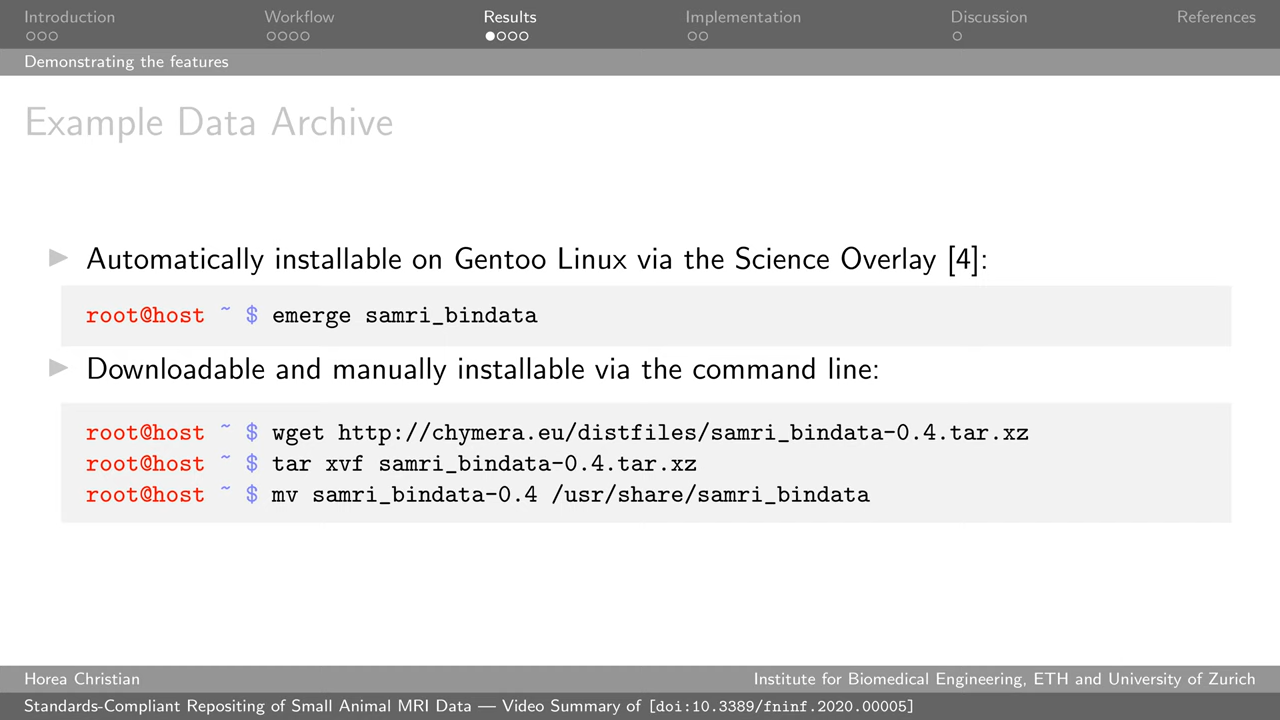 Introduction Workflow Results Implementation Discussion References
Demonstrating the features
Example Data Archive
Automatically installable on Gentoo Linux via the Science Overlay [4]:
root@host ~ $ emerge samri_bindata
Downloadable and manually installable via the command line:
root@host ~ $ wget http://chymera.eu/distfiles/samri_bindata-0.4.tar.xz
root@host ~ $ tar xvf samri_bindata-0.4.tar.xz
root@host ~ $ mv samri_bindata-0.4 /usr/share/samri_bindata
Horea Christian Institute for Biomedical Engineering, ETH and University of Zurich
Standards-Compliant Repositing of Small Animal MRI Data — Video Summary of [doi:10.3389/fninf.2020.00005]